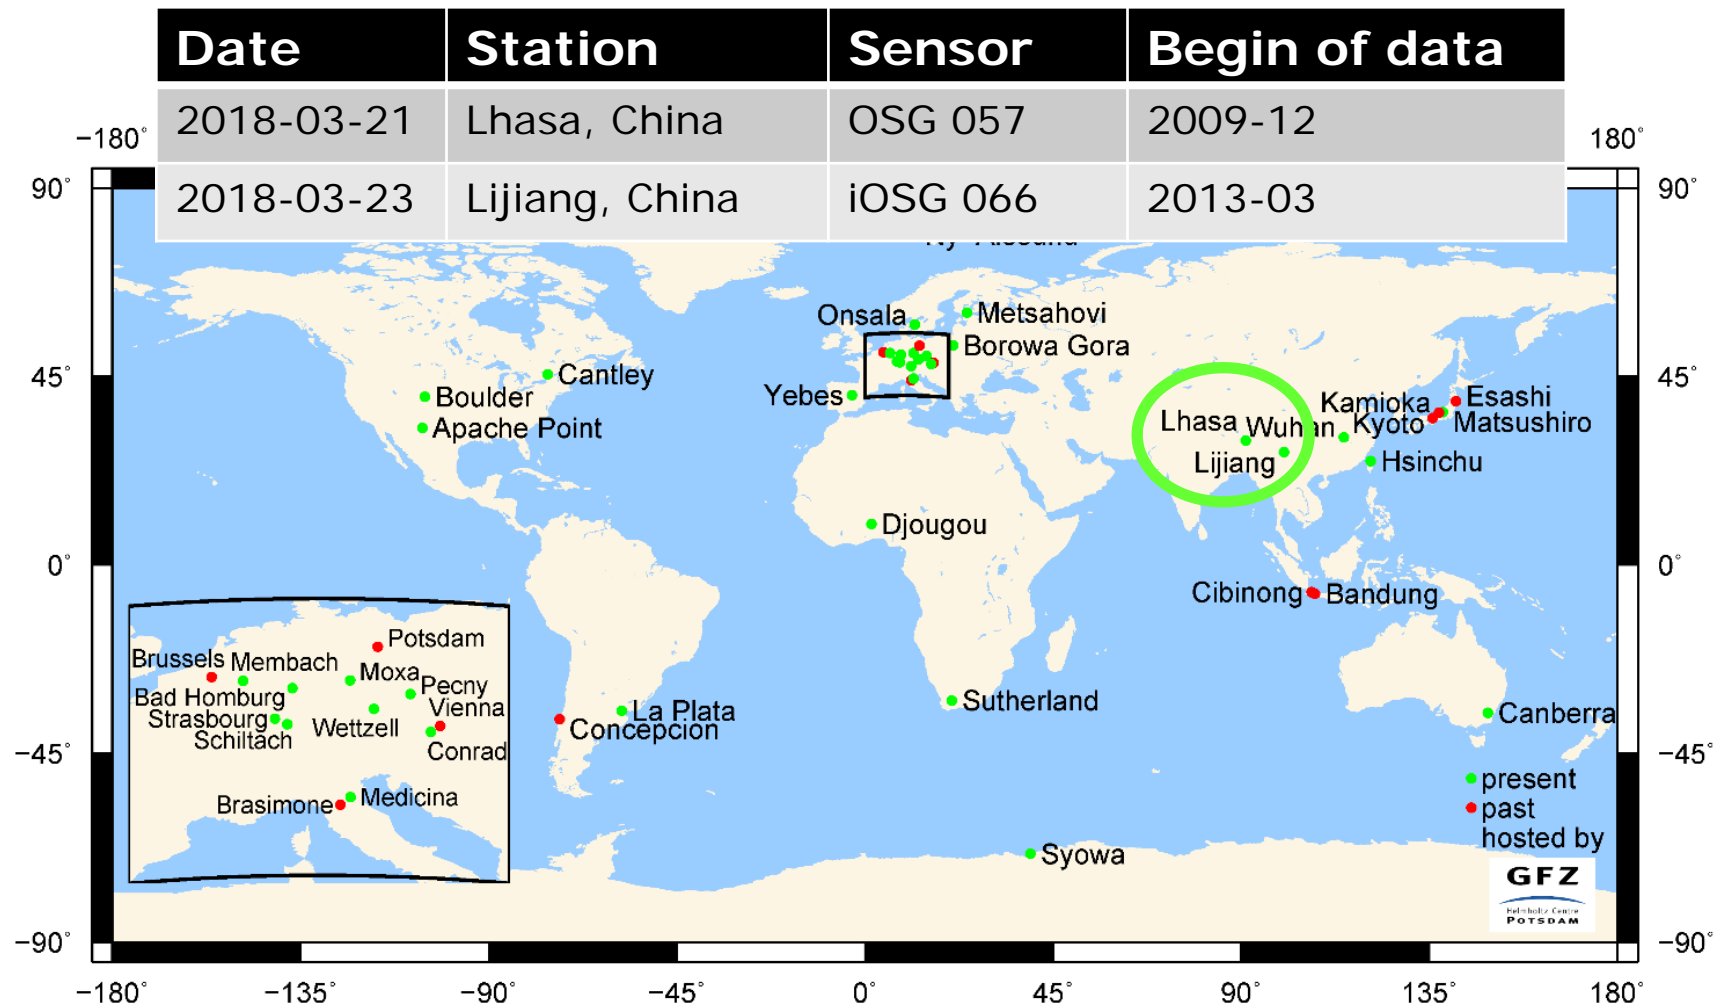 Date Station Sensor Begin of data
2018-03-21 Lhasa, China OSG 057 2009-12
2018-03-23 Lijiang, China iOSG 066 2013-03
−180° 180°
90° 90°
Onsala Metsahovi
Borowa Gora
45° Cantley 45°
Boulder Yebes Kamioka Esashi
Apache Point Lhasa Wuhan Kyoto Matsushiro
Lijiang Hsinchu
Djougou
0° 0°
Cibinong Bandung
Potsdam
Brussels Membach Moxa
Bad Homburg Pecny
Strasbourg Wettzell Vienna
Schiltach Conrad
Brasimone Medicina
Sutherland
La Plata Canberra
Concepcion
−45° −45°
present
past
hosted by
Syowa
GFZ
Helmholtz Centre
POTSDAM
−90° −90°
−180° −135° −90° −45° 0° 45° 90° 135° 180°